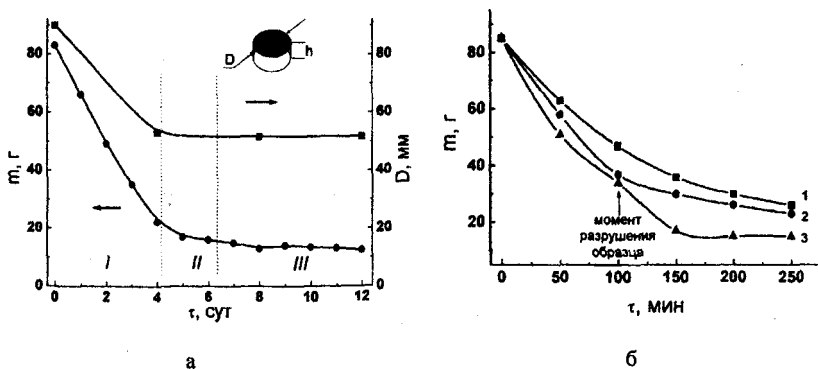 80
60
40
20
0
m, г
80
60
40
20
0
D, мм
D
h
I
II
III
0
2
4
6
8
10
12
τ, сут
а
80
60
40
20
m, г
1
2
3
момент
разрушения
образца
0
50
100
150
200
250
τ, мин
б